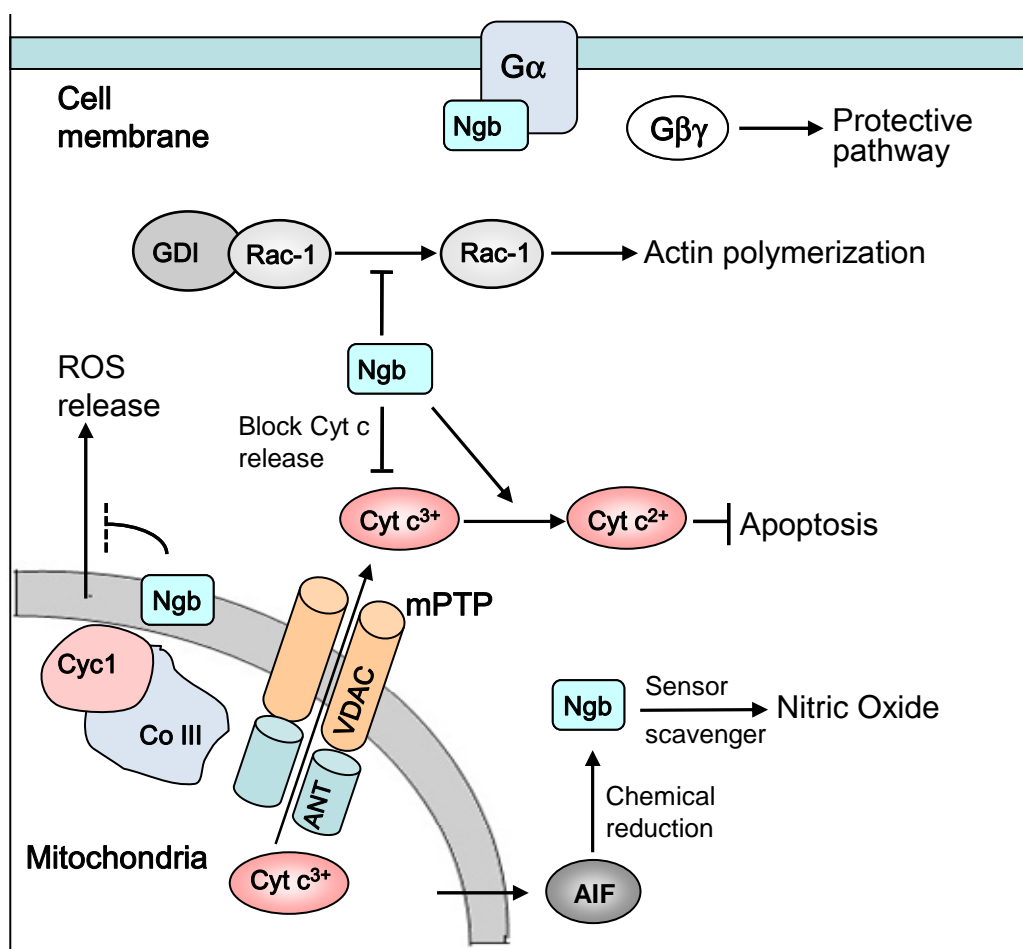 Gα
Ngb
Cell
membrane
Gβγ
Protective
pathway
GDI
Rac-1
Rac-1
Actin polymerization
Ngb
ROS
release
Block Cyt c
release
Cyt c³⁺
Cyt c²⁺
Apoptosis
Ngb
mPTP
Cyc1
VDAC
Co III
Ngb
Sensor
scavenger
Nitric Oxide
ANT
Chemical
reduction
Mitochondria
Cyt c³⁺
AIF